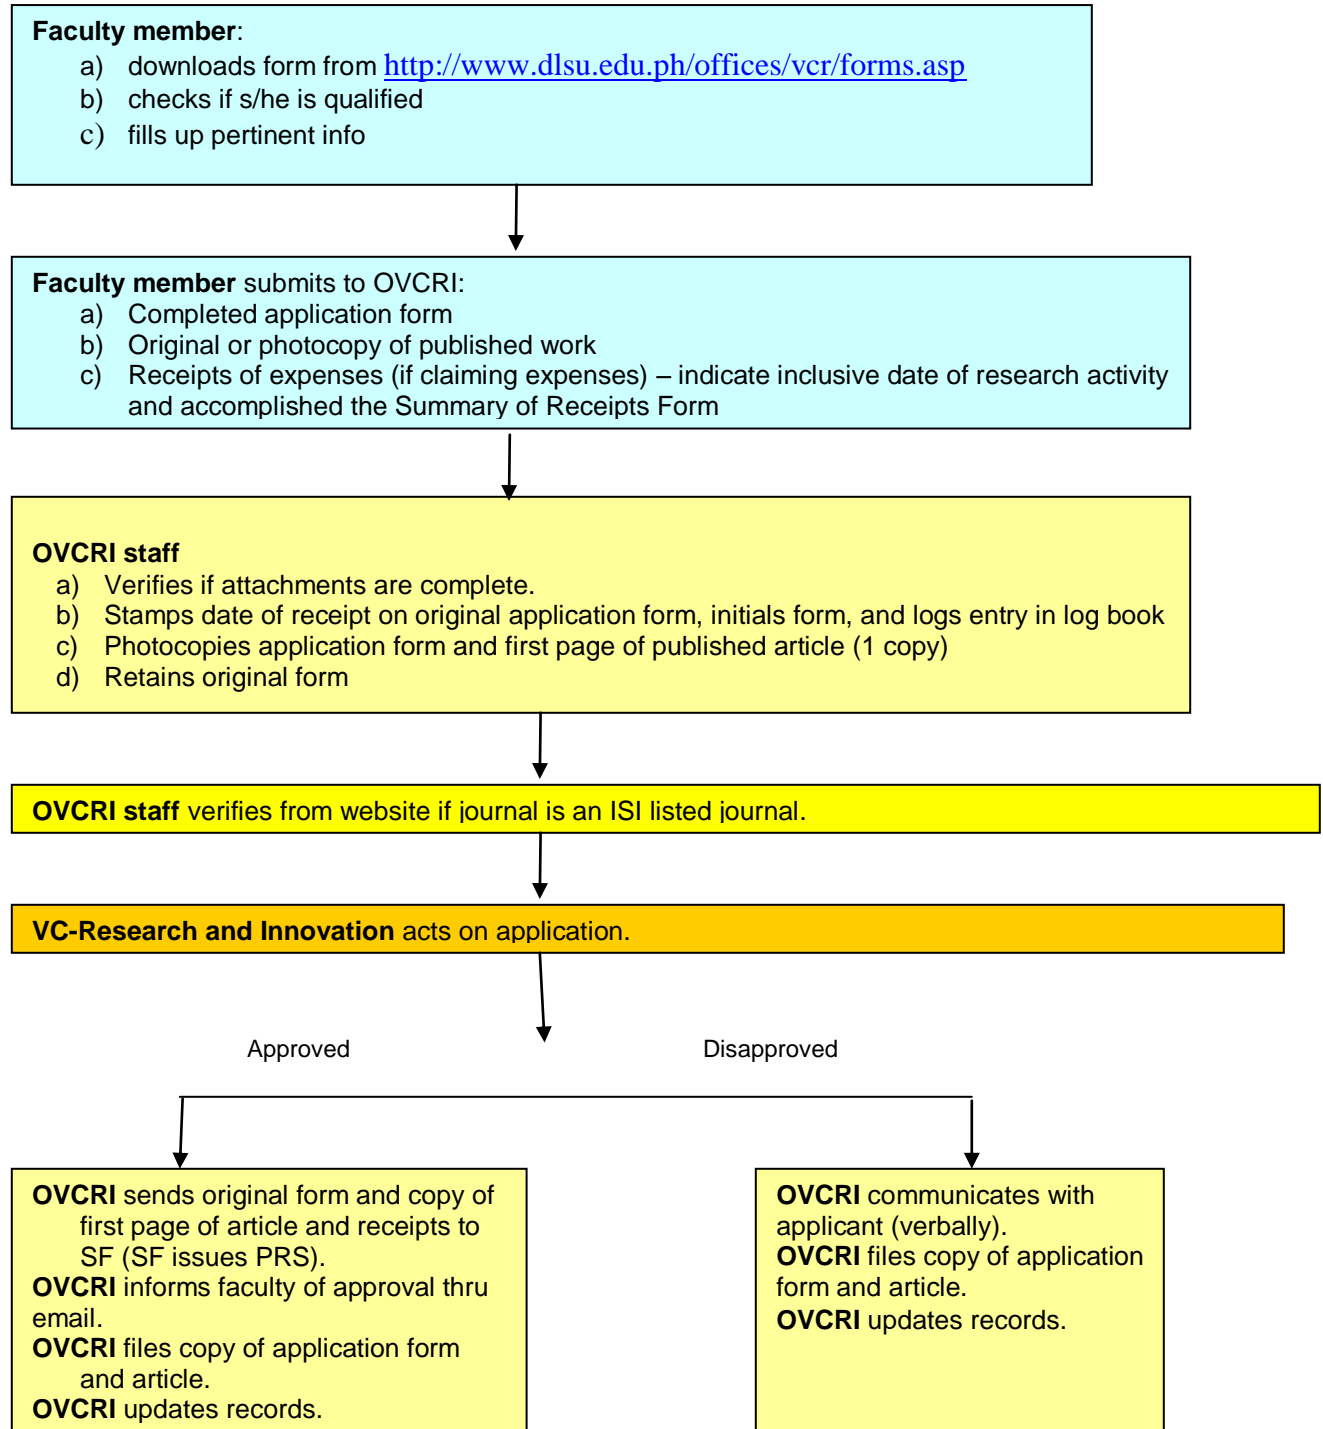 Faculty member:
a) downloads form from http://www.dlsu.edu.ph/offices/vcr/forms.asp
b) checks if s/he is qualified
c) fills up pertinent info
Faculty member submits to OVCRI:
a) Completed application form
b) Original or photocopy of published work
c) Receipts of expenses (if claiming expenses) – indicate inclusive date of research activity
and accomplished the Summary of Receipts Form
OVCRI staff
a) Verifies if attachments are complete.
b) Stamps date of receipt on original application form, initials form, and logs entry in log book
c) Photocopies application form and first page of published article (1 copy)
d) Retains original form
OVCRI staff verifies from website if journal is an ISI listed journal.
VC-Research and Innovation acts on application.
Approved
Disapproved
OVCRI sends original form and copy of
first page of article and receipts to
SF (SF issues PRS).
OVCRI informs faculty of approval thru
email.
OVCRI files copy of application form
and article.
OVCRI updates records.
OVCRI communicates with
applicant (verbally).
OVCRI files copy of application
form and article.
OVCRI updates records.